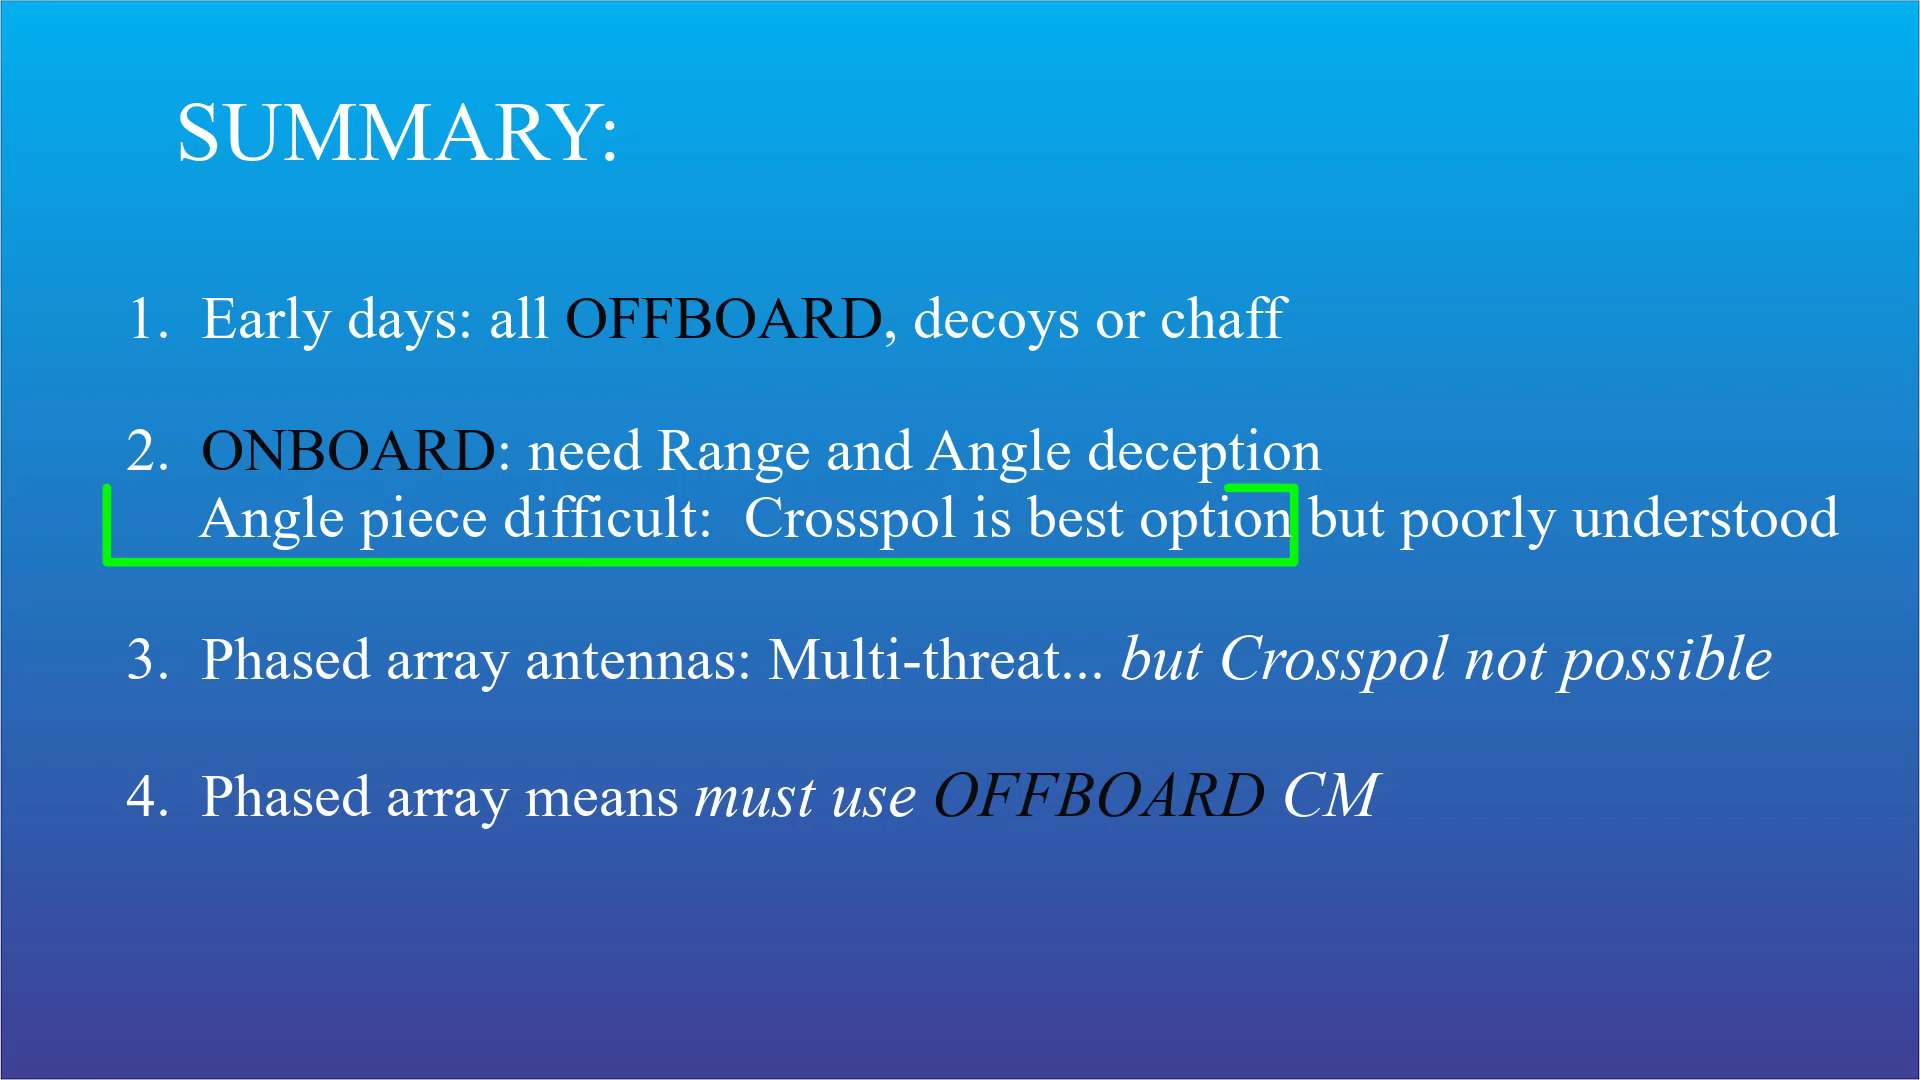 SUMMARY:
1. Early days: all OFFBOARD, decoys or chaff
2. ONBOARD: need Range and Angle deception
Angle piece difficult: Crosspol is best option but poorly understood
3. Phased array antennas: Multi-threat... but Crosspol not possible
4. Phased array means must use OFFBOARD CM